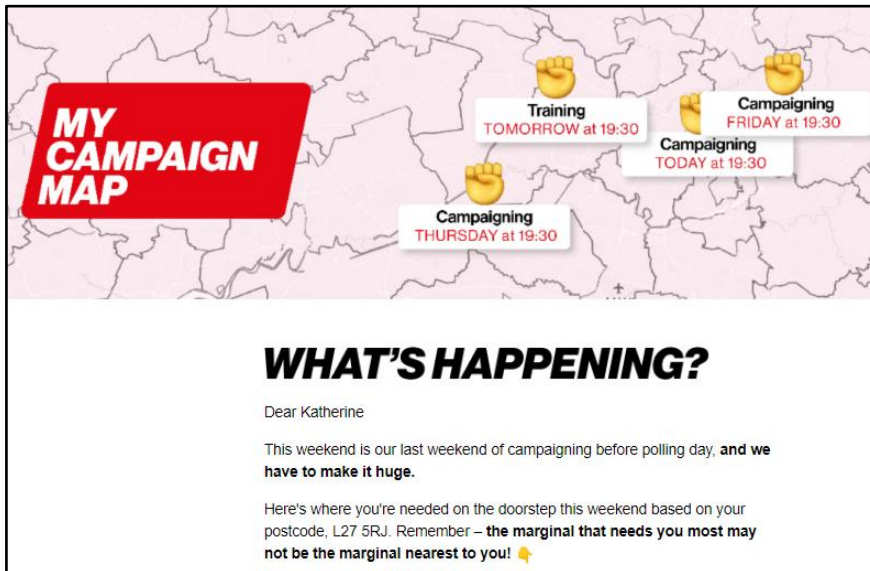 MY
CAMPAIGN
MAP
Training
TOMORROW at 19:30
Campaigning
FRIDAY at 19:30
Campaigning
TODAY at 19:30
Campaigning
THURSDAY at 19:30
WHAT'S HAPPENING?
Dear Katherine
This weekend is our last weekend of campaigning before polling day, and we
have to make it huge.
Here's where you're needed on the doorstep this weekend based on your
postcode, L27 5RJ. Remember – the marginal that needs you most may
not be the marginal nearest to you! 👇